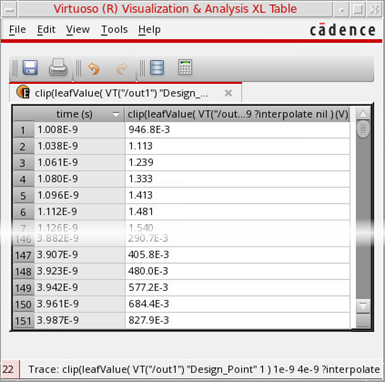 Virtuoso (R) Visualization & Analysis XL Table
File Edit View Tools Help cādence
clip(leafValue( VT("/out1") "Design_...
time (s) clip(leafValue( VT("/out...9 ?interpolate nil ) (V)
1 1.008E-9 946.8E-3
2 1.038E-9 1.113
3 1.061E-9 1.239
4 1.080E-9 1.333
5 1.096E-9 1.413
6 1.112E-9 1.481
7 1.126E-9 1.540
146 3.882E-9 290.7E-3
147 3.907E-9 405.8E-3
148 3.923E-9 480.0E-3
149 3.942E-9 577.2E-3
150 3.961E-9 684.4E-3
151 3.987E-9 827.9E-3
22 Trace: clip(leafValue( VT("/out1") "Design_Point" 1 ) 1e-9 4e-9 ?interpolate